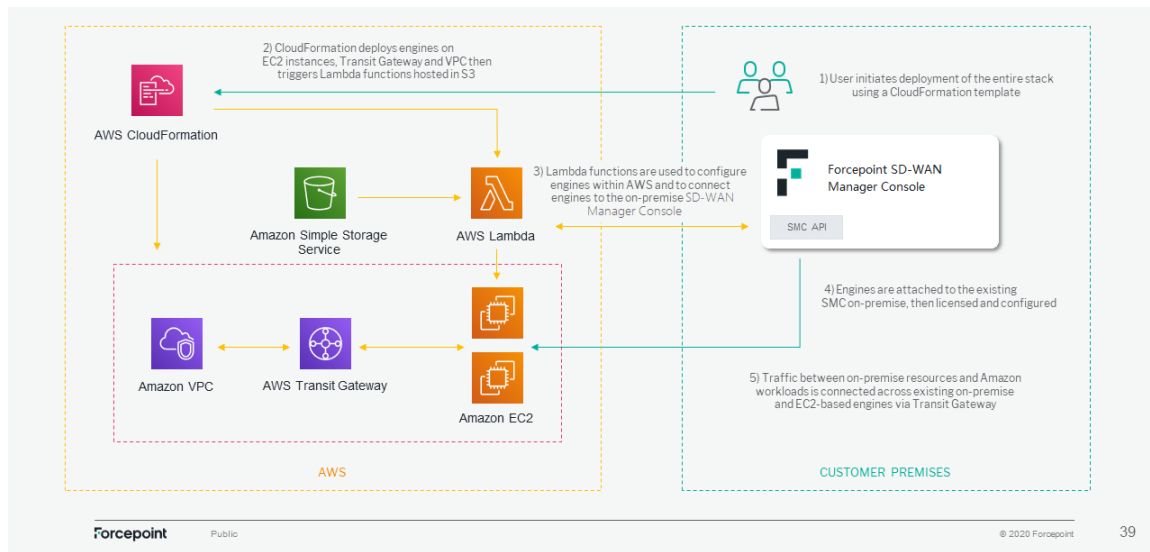 2) CloudFormation deploys engines on
EC2 instances, Transit Gateway and VPC then
triggers Lambda functions hosted in S3
1) User initiates deployment of the entire stack
using a CloudFormation template
AWS CloudFormation
Forcepoint SD-WAN
Manager Console
SMC API
3) Lambda functions are used to configure
engines within AWS and to connect
engines to the on-premise SD-WAN
Manager Console
Amazon Simple Storage
Service
AWS Lambda
4) Engines are attached to the existing
SMC on-premise, then licensed and configured
Amazon VPC
AWS Transit Gateway
Amazon EC2
5) Traffic between on-premise resources and Amazon
workloads is connected across existing on-premise
and EC2-based engines via Transit Gateway
AWS
CUSTOMER PREMISES
Forcepoint
Public
© 2020 Forcepoint
39